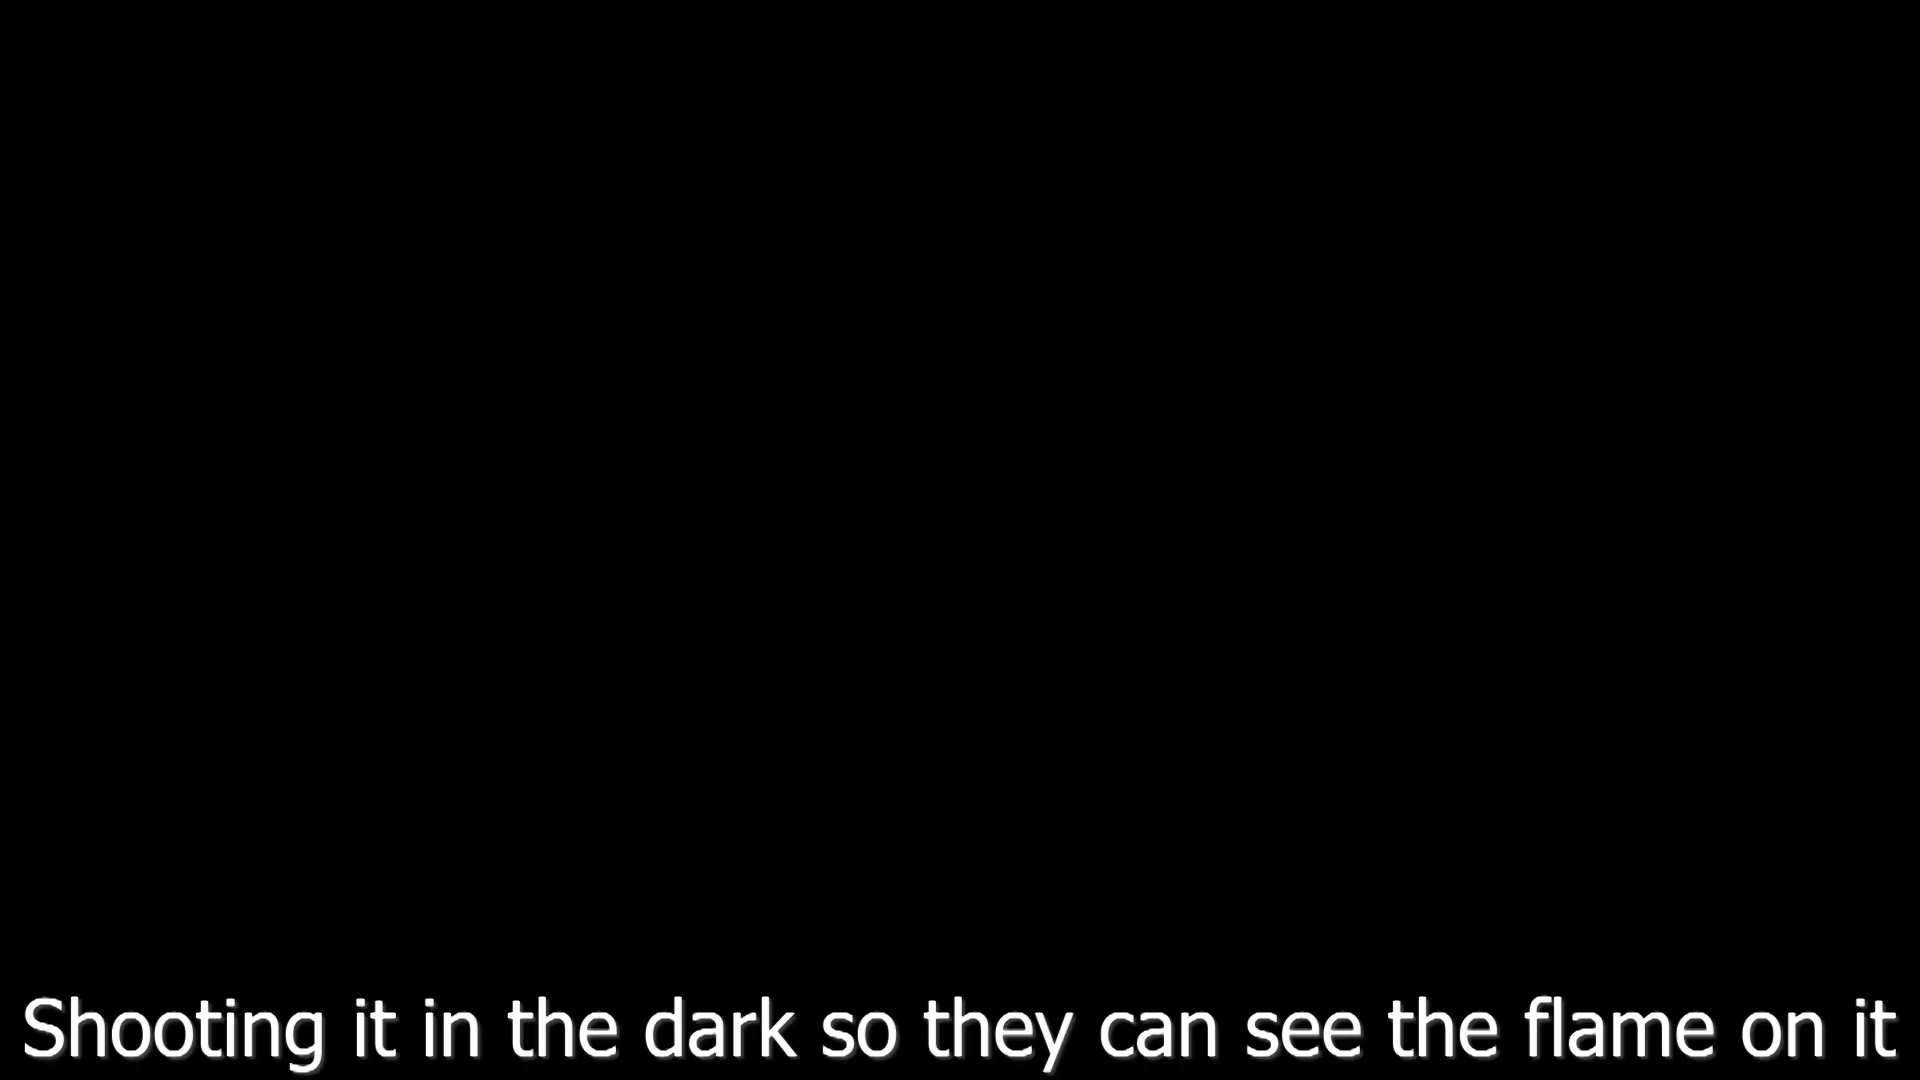 Shooting it in the dark so they can see the flame on it